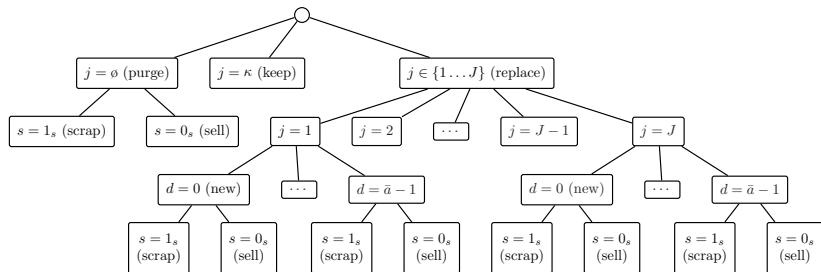 j = ø (purge)
j = κ (keep)
j ∈ {1 … J} (replace)
s = 1ₛ (scrap)
s = 0ₛ (sell)
j = 1
j = 2
⋯
j = J − 1
j = J
d = 0 (new)
⋯
d = ā − 1
d = 0 (new)
⋯
d = ā − 1
s = 1ₛ
(scrap)
s = 0ₛ
(sell)
s = 1ₛ
(scrap)
s = 0ₛ
(sell)
s = 1ₛ
(scrap)
s = 0ₛ
(sell)
s = 1ₛ
(scrap)
s = 0ₛ
(sell)